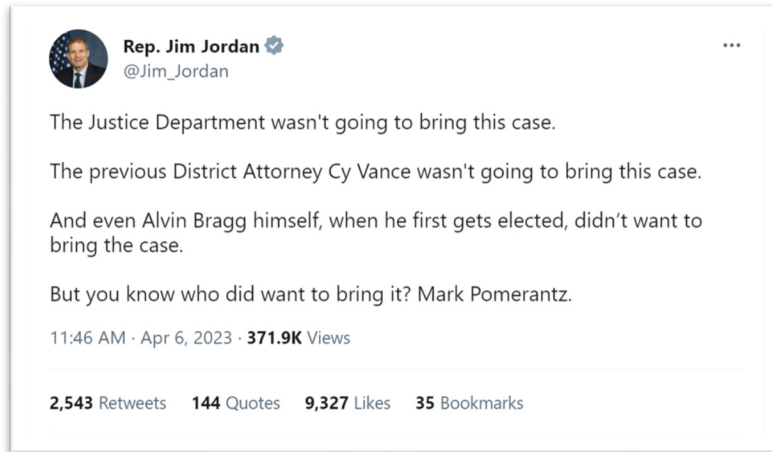 Rep. Jim Jordan
@Jim_Jordan
The Justice Department wasn't going to bring this case.
The previous District Attorney Cy Vance wasn't going to bring this case.
And even Alvin Bragg himself, when he first gets elected, didn’t want to
bring the case.
But you know who did want to bring it? Mark Pomerantz.
11:46 AM · Apr 6, 2023 · 371.9K Views
2,543 Retweets 144 Quotes 9,327 Likes 35 Bookmarks